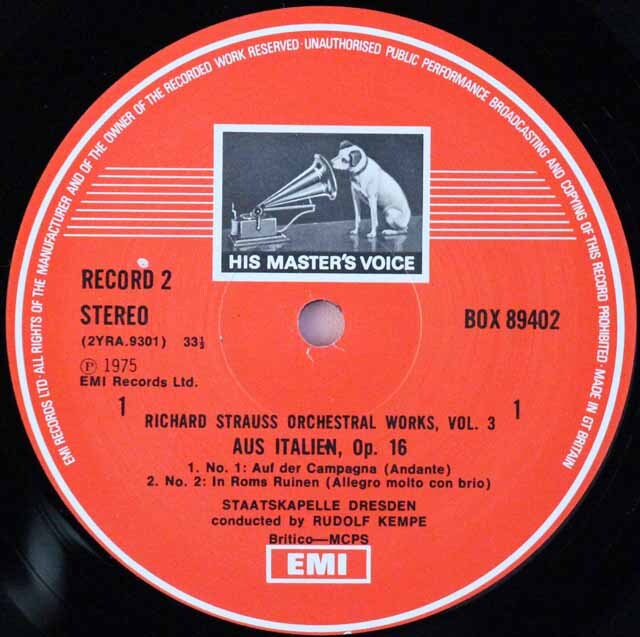 EMI RECORDS LTD · ALL RIGHTS OF THE MANUFACTURER AND OF THE OWNER OF THE RECORDED WORK RESERVED · UNAUTHORISED PUBLIC PERFORMANCE BROADCASTING AND COPYING OF THIS RECORD PROHIBITED · MADE IN GT BRITAIN
HIS MASTER'S VOICE
RECORD 2
STEREO
BOX 89402
(2YRA.9301) 33⅓
Ⓟ 1975
EMI Records Ltd.
1 1
RICHARD STRAUSS ORCHESTRAL WORKS, VOL. 3
AUS ITALIEN, Op. 16
1. No. 1: Auf der Campagna (Andante)
2. No. 2: In Roms Ruinen (Allegro molto con brio)
STAATSKAPELLE DRESDEN
conducted by RUDOLF KEMPE
Britico—MCPS
EMI